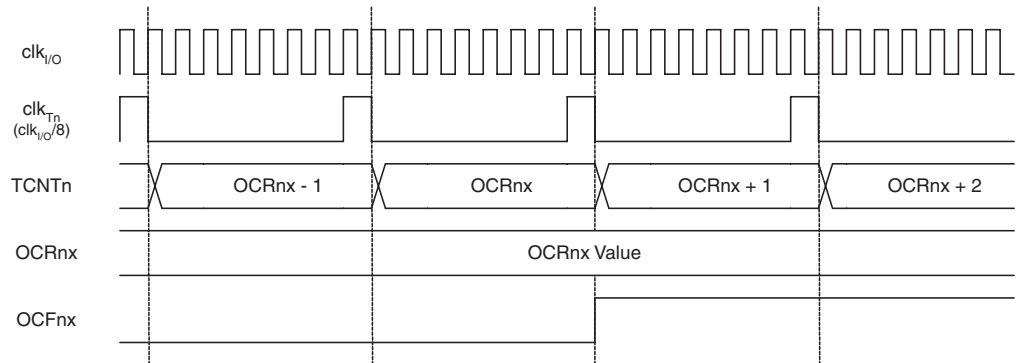 clkI/O
clkTn
(clkI/O/8)
TCNTn OCRnx - 1 OCRnx OCRnx + 1 OCRnx + 2
OCRnx OCRnx Value
OCFnx